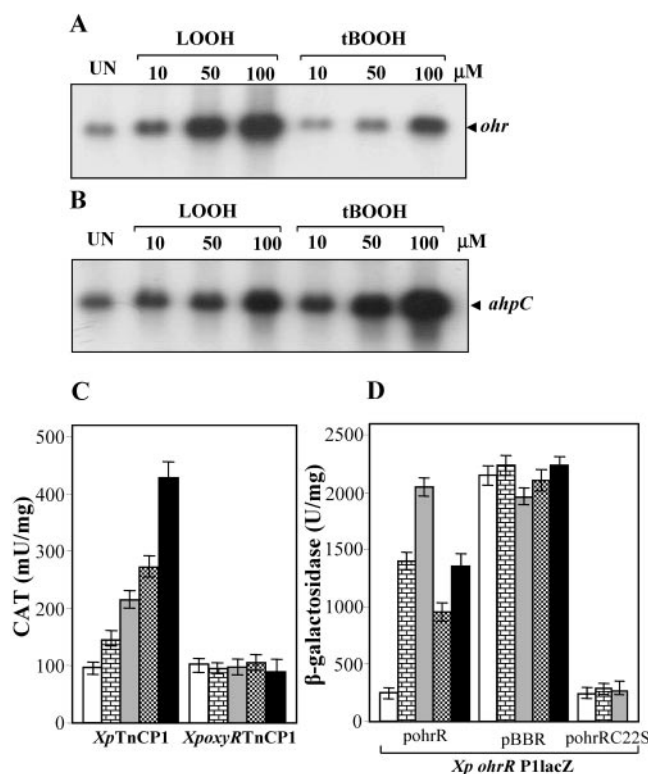 A
LOOH tBOOH
UN 10 50 100 10 50 100 μM
ohr
B
LOOH tBOOH
UN 10 50 100 10 50 100 μM
ahpC
C
CAT (mU/mg)
500
400
300
200
100
0
XpTnCP1 XpoxyRTnCP1
D
β-galactosidase (U/mg)
2500
2000
1500
1000
500
0
pohrR pBBR pohrRC22S
Xp ohrR P1lacZ